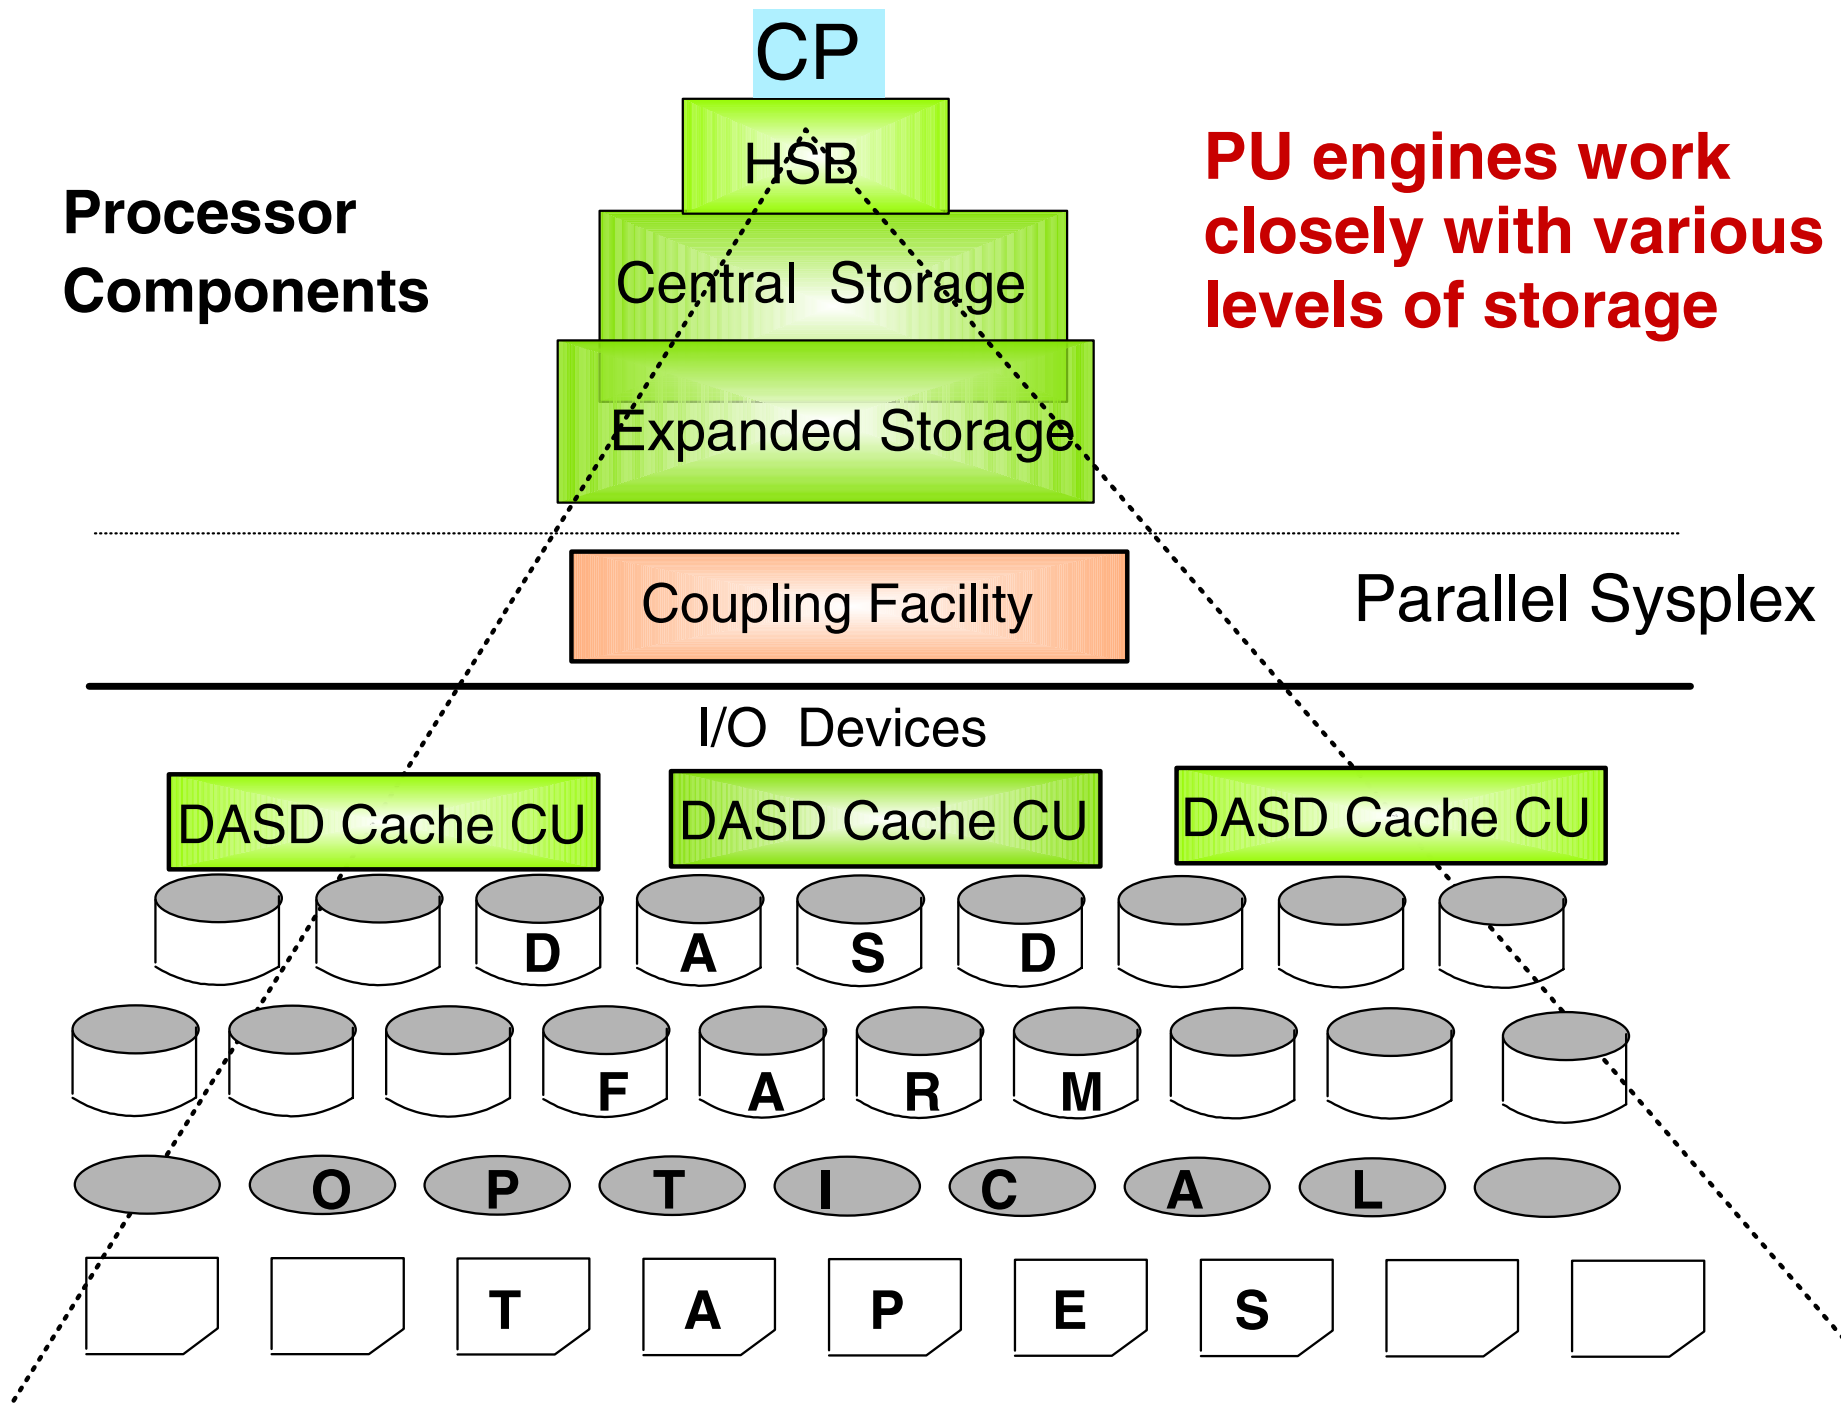 CP
HSB
Processor
Components
PU engines work
closely with various
levels of storage
Central Storage
Expanded Storage
Coupling Facility
Parallel Sysplex
I/O Devices
DASD Cache CU
DASD Cache CU
DASD Cache CU
D A S D
F A R M
O P T I C A L
T A P E S